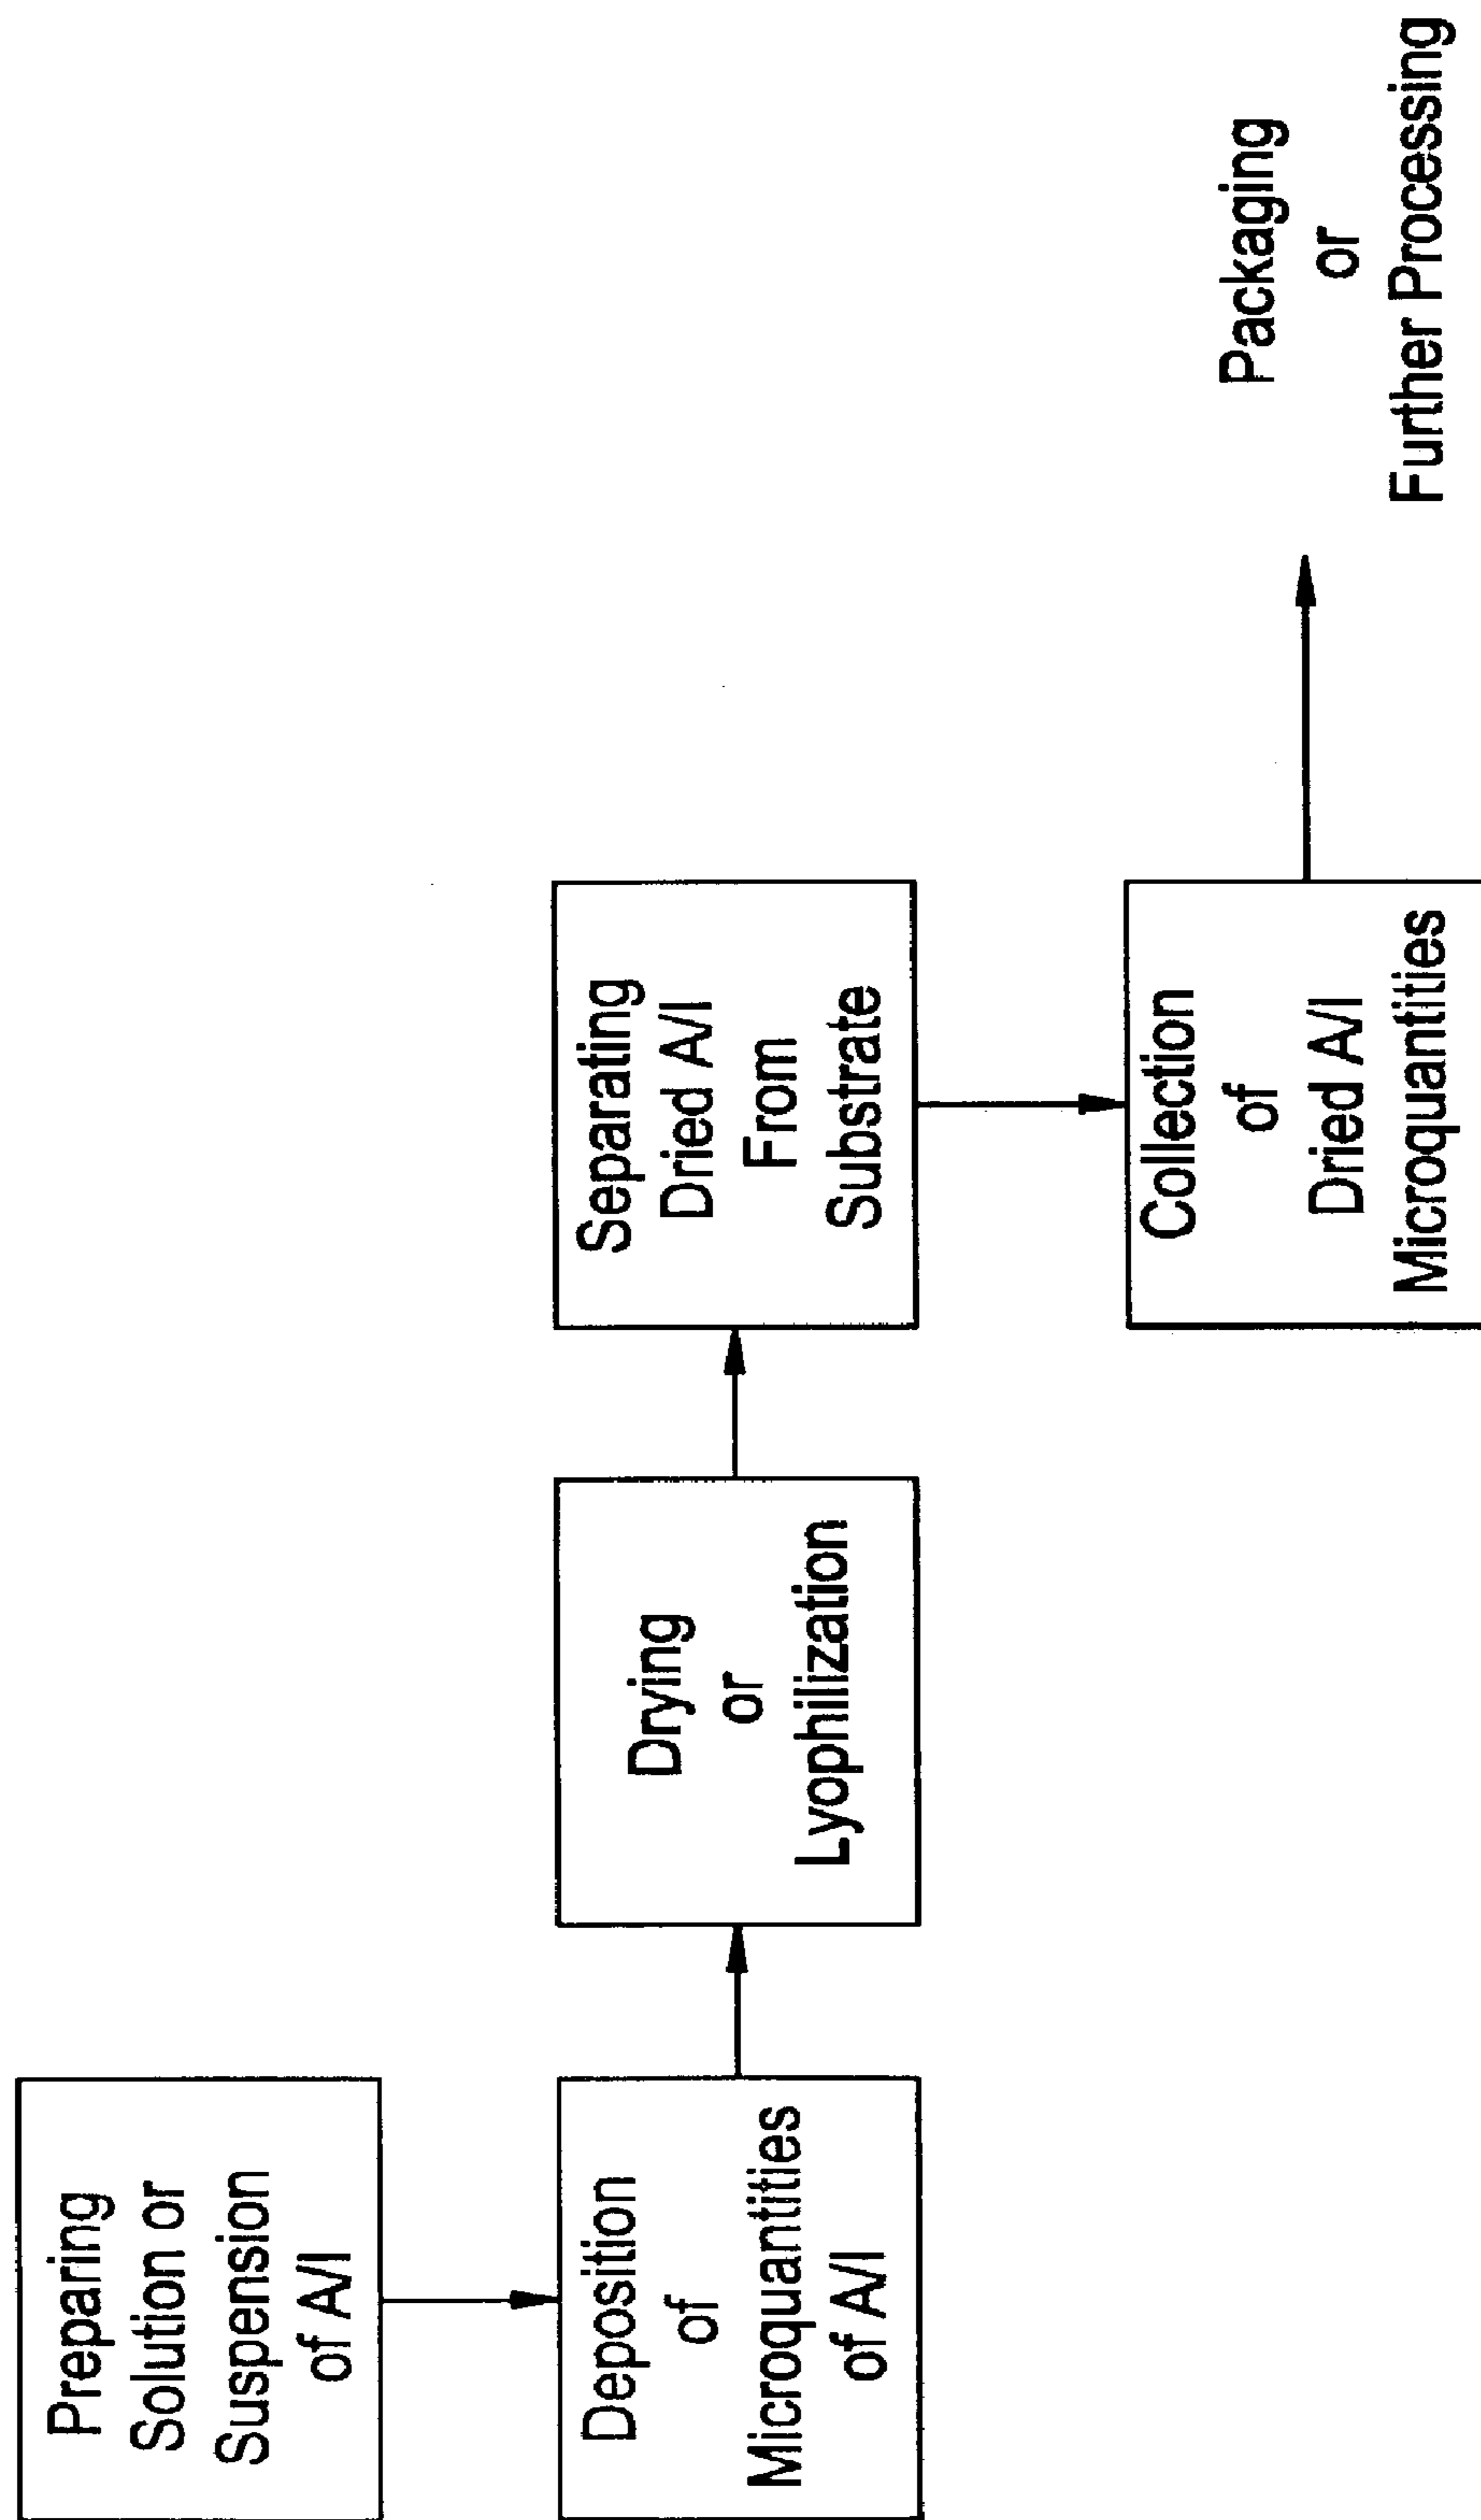 Preparing
Solution or
Suspension
of A/I
Deposition
of
Microquantities
of A/I
Drying
or
Lyophilization
Separating
Dried A/I
From
Substrate
Collection
of
Dried A/I
Microquantities
Packaging
or
Further Processing